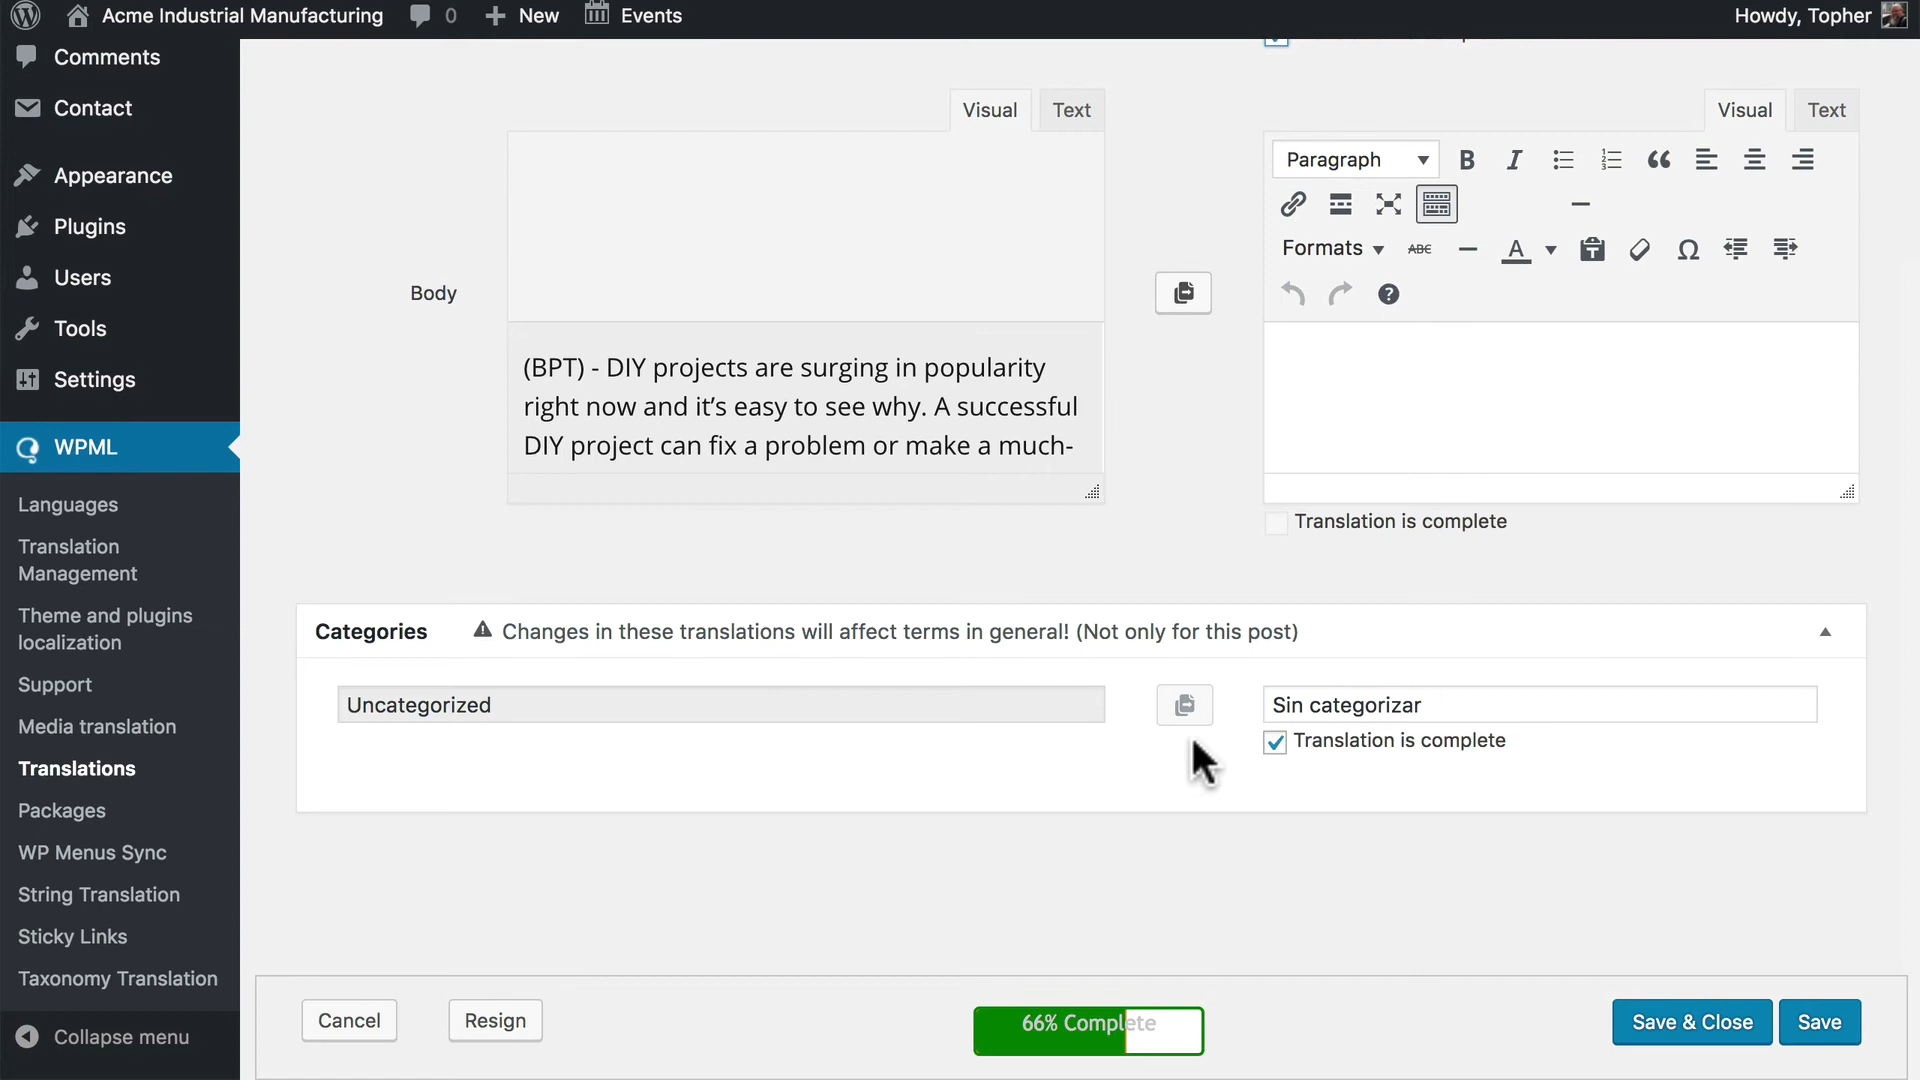 Acme Industrial Manufacturing 0 New Events Howdy, Topher
Comments
Contact
Appearance
Plugins
Users
Tools
Settings
WPML
Languages
Translation
Management
Theme and plugins
localization
Support
Media translation
Translations
Packages
WP Menus Sync
String Translation
Sticky Links
Taxonomy Translation
Collapse menu
Visual Text
Body
(BPT) - DIY projects are surging in popularity
right now and it’s easy to see why. A successful
DIY project can fix a problem or make a much-
Visual Text
Paragraph
Formats ABC A
Translation is complete
Categories Changes in these translations will affect terms in general! (Not only for this post)
Uncategorized
Sin categorizar
Translation is complete
Cancel Resign 66% Complete Save & Close Save